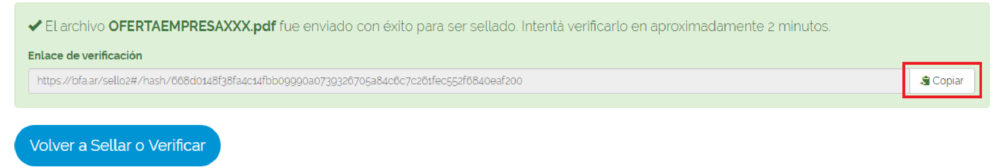 El archivo OFERTAEMPRESAXXX.pdf fue enviado con éxito para ser sellado. Intentá verificarlo en aproximadamente 2 minutos.
Enlace de verificación
https://bfa.ar/sello2#/hash/668d0148f38fa4c14fbb09990a0739326705a84c6c7c261fec552f6840eaf200
Copiar
Volver a Sellar o Verificar